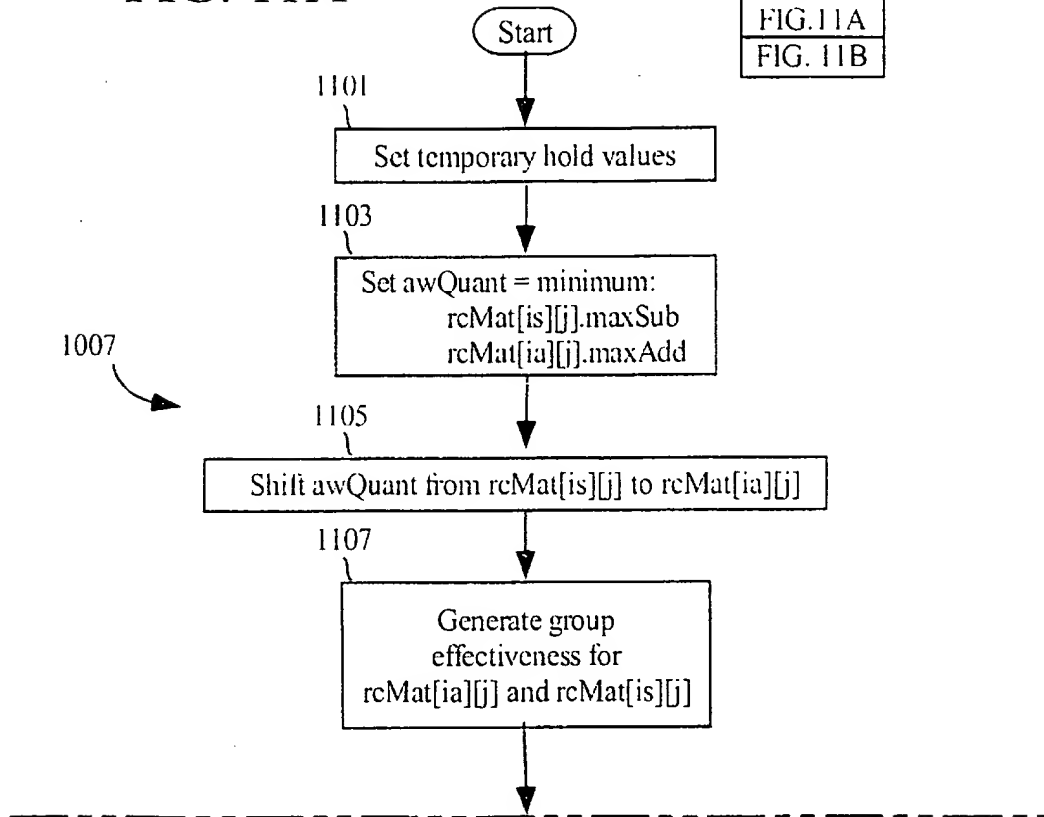 Start
FIG.11A
FIG. 11B
1101
Set temporary hold values
1103
Set awQuant = minimum:
rcMat[is][j].maxSub
rcMat[ia][j].maxAdd
1007
1105
Shift awQuant from rcMat[is][j] to rcMat[ia][j]
1107
Generate group
effectiveness for
rcMat[ia][j] and rcMat[is][j]